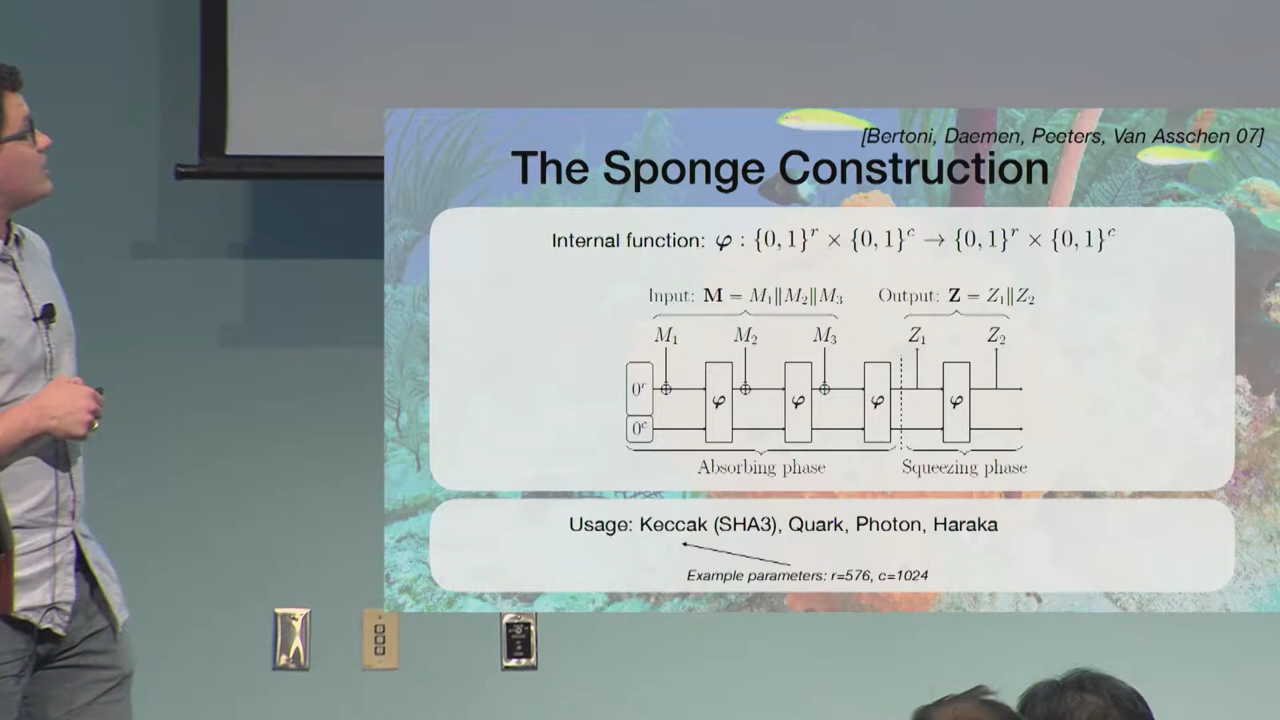 [Bertoni, Daemen, Peeters, Van Asschen 07]
The Sponge Construction
Internal function: φ : {0, 1}^r × {0, 1}^c → {0, 1}^r × {0, 1}^c
Input: M = M₁‖M₂‖M₃ Output: Z = Z₁‖Z₂
M₁ M₂ M₃ Z₁ Z₂
0^r
φ φ φ φ
0^c
Absorbing phase Squeezing phase
Usage: Keccak (SHA3), Quark, Photon, Haraka
Example parameters: r=576, c=1024